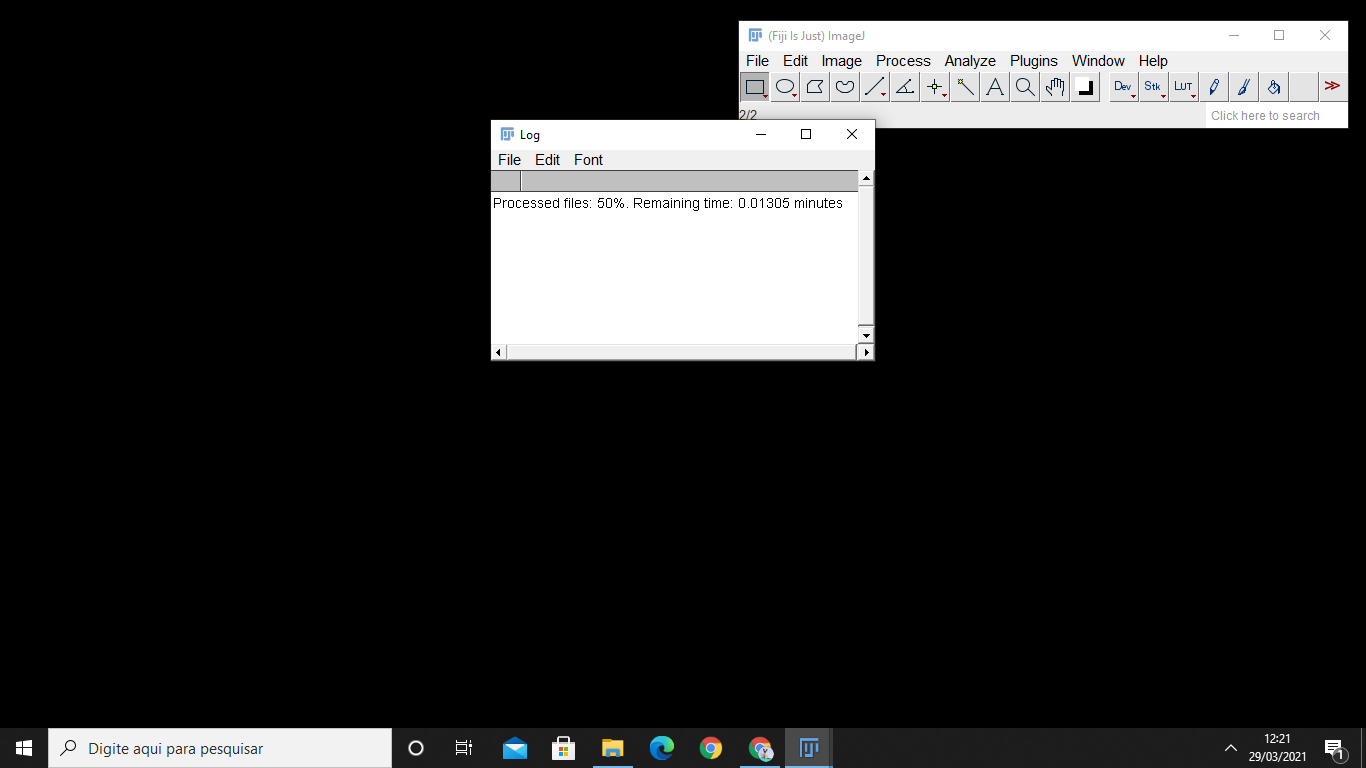 (Fiji Is Just) ImageJ
File Edit Image Process Analyze Plugins Window Help
Dev Stk LUT
2/2
Click here to search
Log
File Edit Font
Processed files: 50%. Remaining time: 0.01305 minutes
Digite aqui para pesquisar
12:21
29/03/2021
1